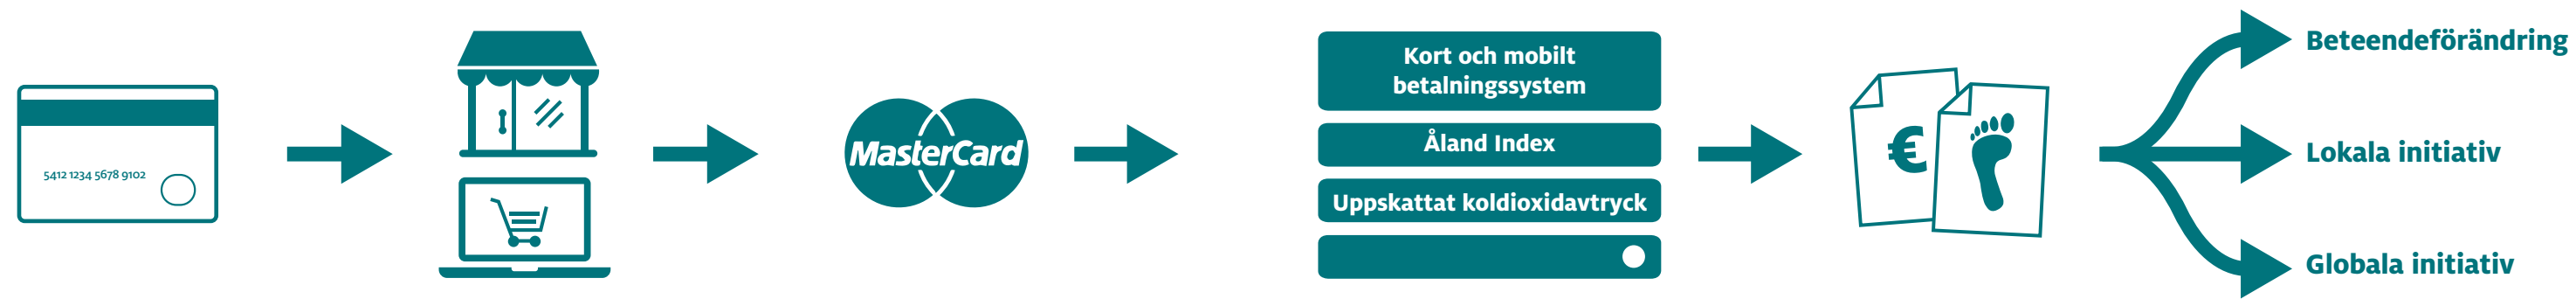 5412 1234 5678 9102
MasterCard
Kort och mobilt
betalningssystem
Åland Index
Uppskattat koldioxidavtryck
€
Beteendeförändring
Lokala initiativ
Globala initiativ